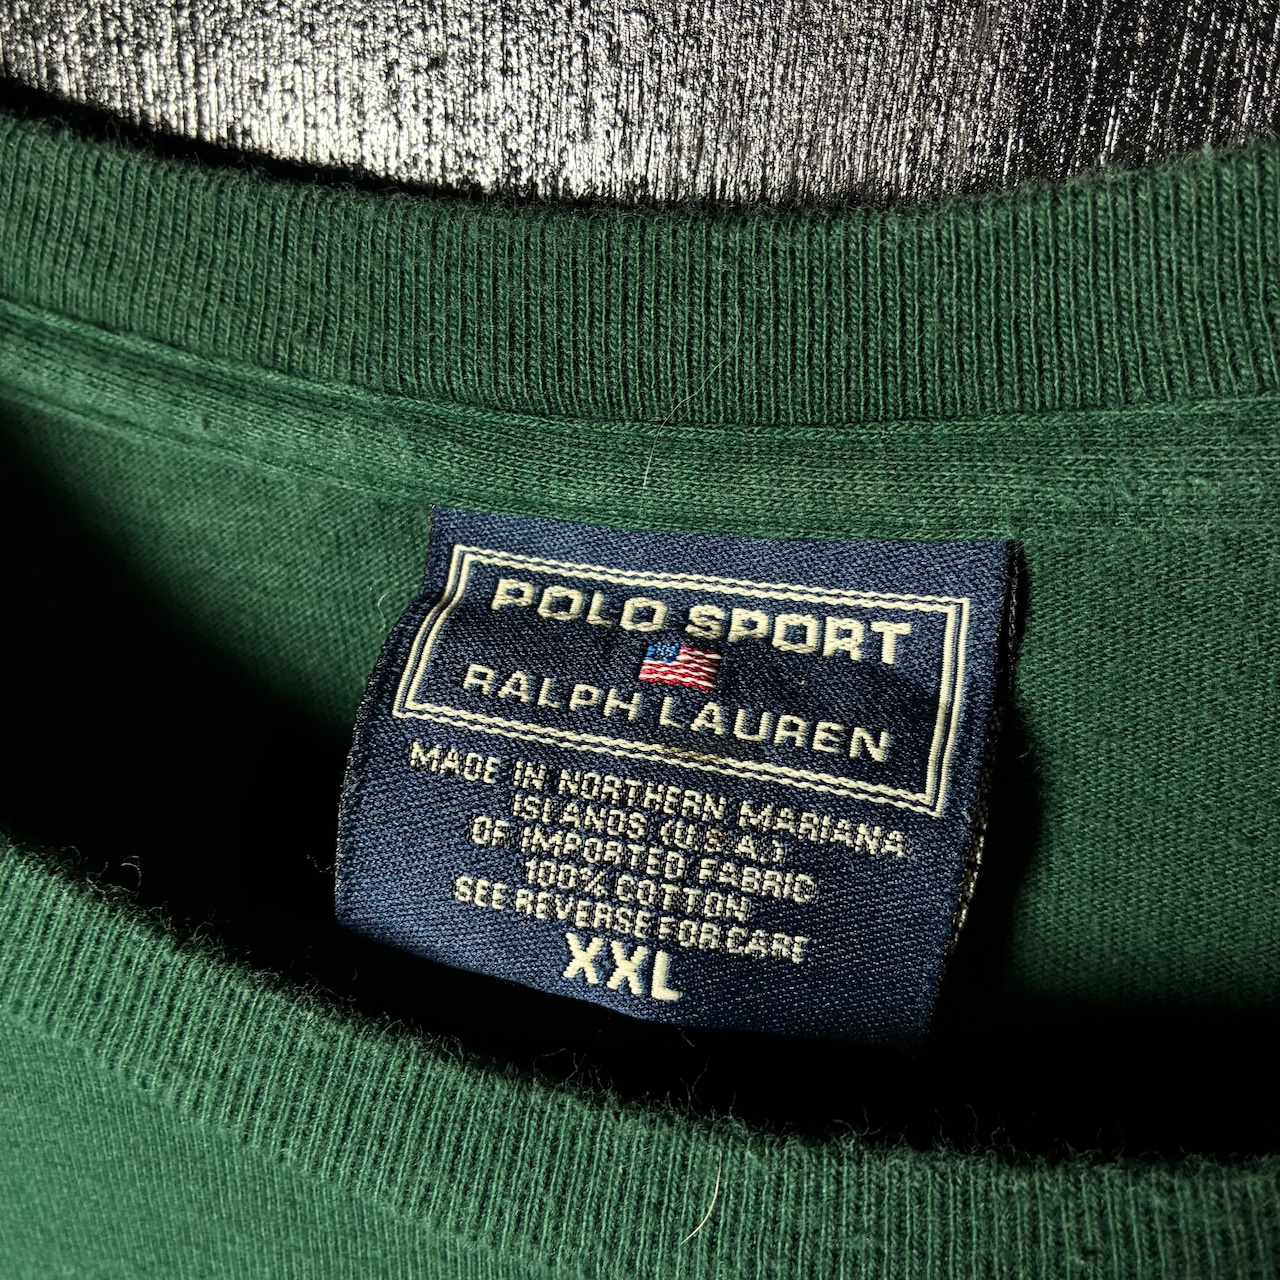 POLO SPORT
RALPH LAUREN
MADE IN NORTHERN MARIANA
ISLANDS (U.S.A.)
OF IMPORTED FABRIC
100% COTTON
SEE REVERSE FOR CARE
XXL